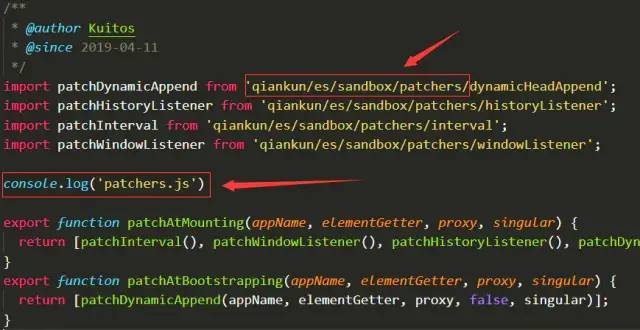 /**
 * @author Kuitos
 * @since 2019-04-11
 */
import patchDynamicAppend from 'qiankun/es/sandbox/patchers/dynamicHeadAppend';
import patchHistoryListener from 'qiankun/es/sandbox/patchers/historyListener';
import patchInterval from 'qiankun/es/sandbox/patchers/interval';
import patchWindowListener from 'qiankun/es/sandbox/patchers/windowListener';
console.log('patchers.js')
export function patchAtMounting(appName, elementGetter, proxy, singular) {
  return [patchInterval(), patchWindowListener(), patchHistoryListener(), patchDyn
}
export function patchAtBootstrapping(appName, elementGetter, proxy, singular) {
  return [patchDynamicAppend(appName, elementGetter, proxy, false, singular)];
}